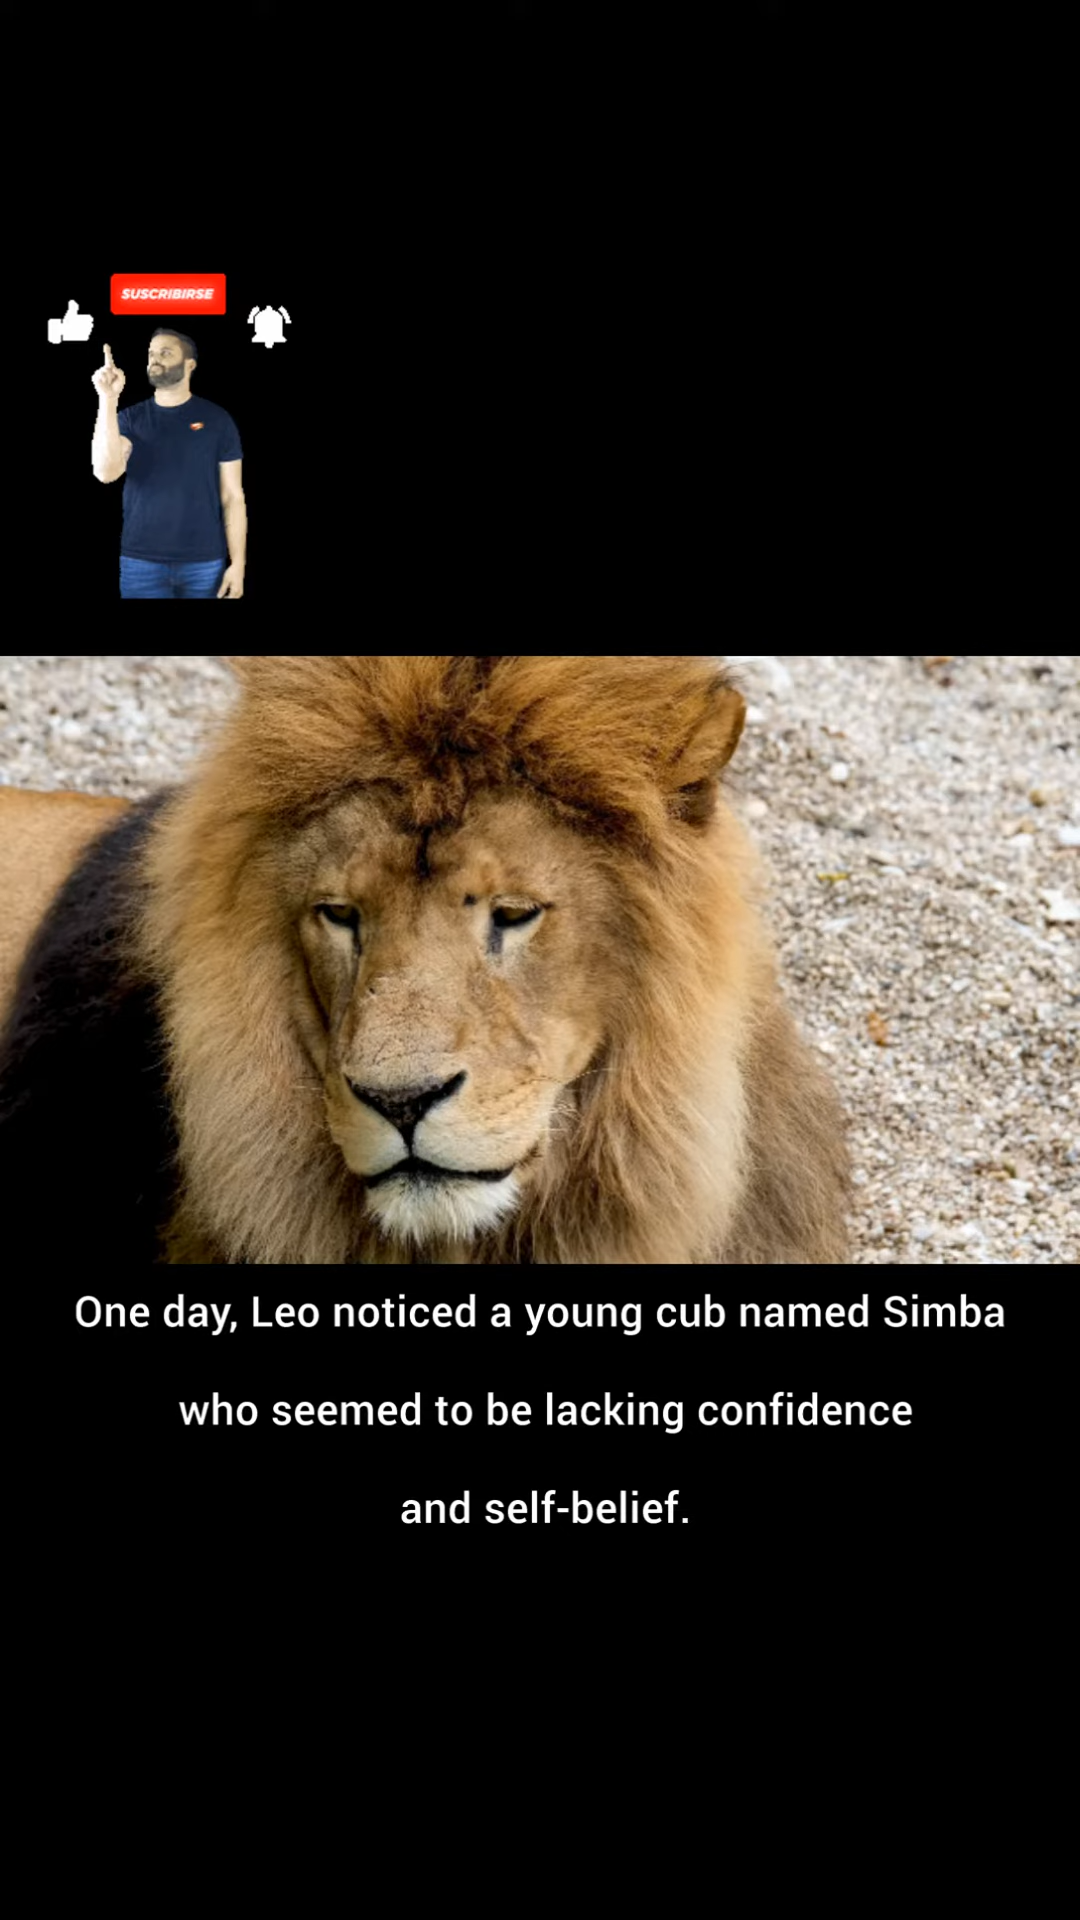 SUSCRIBIRSE
One day, Leo noticed a young cub named Simba
who seemed to be lacking confidence
and self-belief.